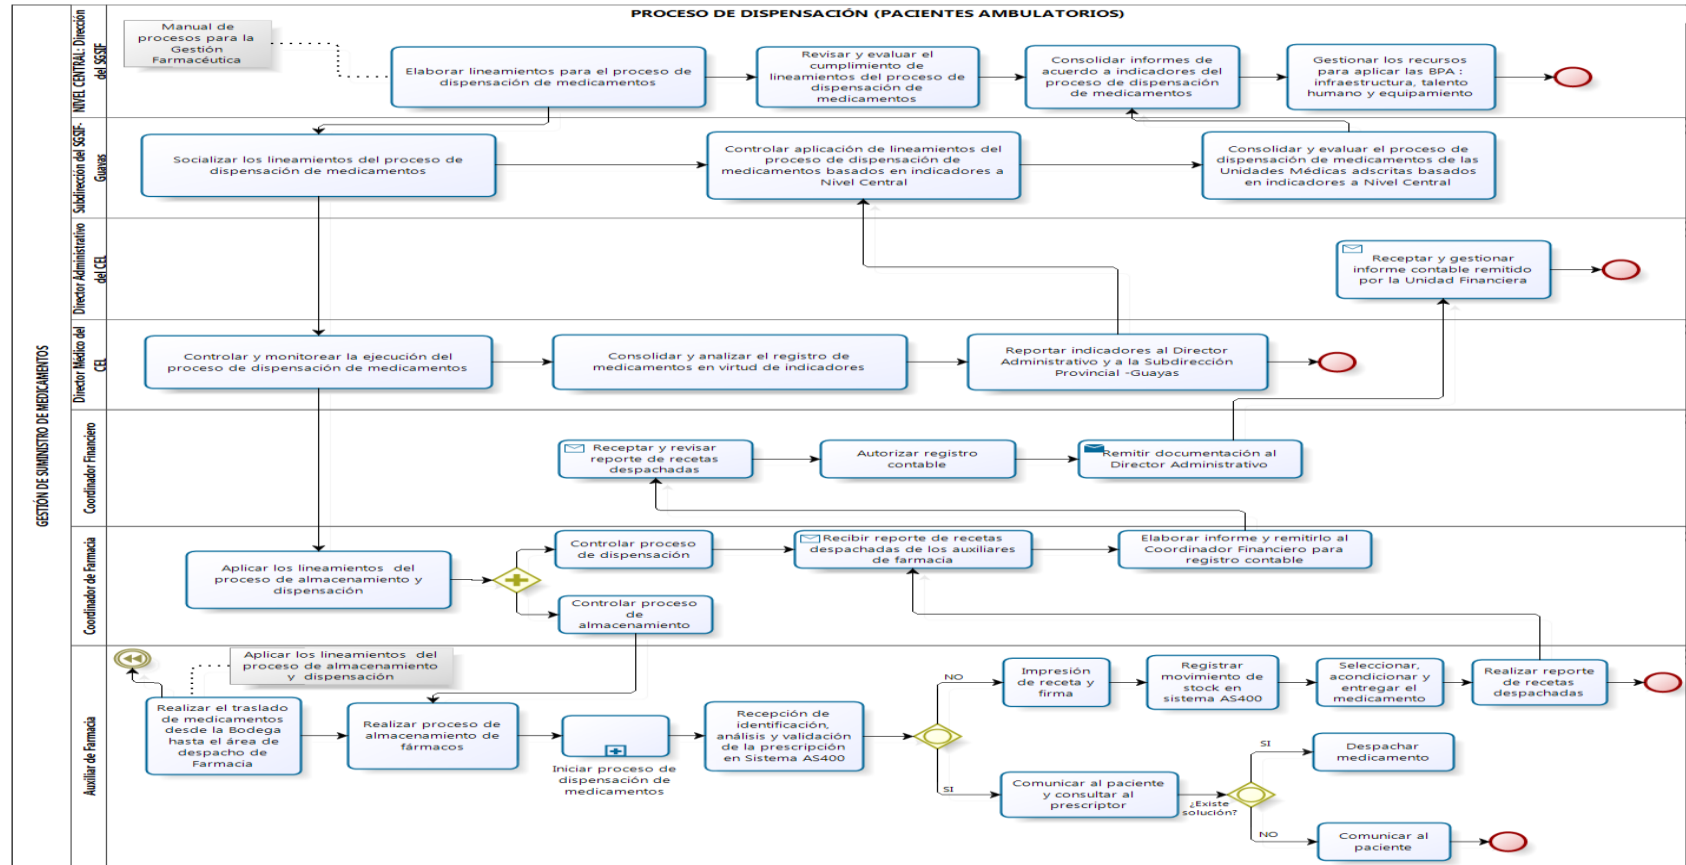 PROCESO DE DISPENSACIÓN (PACIENTES AMBULATORIOS)
GESTIÓN DE SUMINISTRO DE MEDICAMENTOS
NIVEL CENTRAL: Dirección
del SGSIF
Manual de
procesos para la
Gestión
Farmacéutica
Elaborar lineamientos para el proceso de
dispensación de medicamentos
Revisar y evaluar el
cumplimiento de
lineamientos del proceso de
dispensación de
medicamentos
Consolidar informes de
acuerdo a indicadores del
proceso de dispensación
de medicamentos
Gestionar los recursos
para aplicar las BPA :
infraestructura, talento
humano y equipamiento
Subdirección del SGSIF-
Guayas
Socializar los lineamientos del proceso de
dispensación de medicamentos
Controlar aplicación de lineamientos del
proceso de dispensación de
medicamentos basados en indicadores a
Nivel Central
Consolidar y evaluar el proceso de
dispensación de medicamentos de las
Unidades Médicas adscritas basados
en indicadores a Nivel Central
Director Administrativo
del CEL
Receptar y gestionar
informe contable remitido
por la Unidad Financiera
Director Médico del
CEL
Controlar y monitorear la ejecución del
proceso de dispensación de medicamentos
Consolidar y analizar el registro de
medicamentos en virtud de indicadores
Reportar indicadores al Director
Administrativo y a la Subdirección
Provincial -Guayas
Coordinador Financiero
Receptar y revisar
reporte de recetas
despachadas
Autorizar registro
contable
Remitir documentación al
Director Administrativo
Coordinador de Farmacia
Aplicar los lineamientos del
proceso de almacenamiento y
dispensación
Controlar proceso
de dispensación
Controlar proceso
de
almacenamiento
Recibir reporte de recetas
despachadas de los auxiliares
de farmacia
Elaborar informe y remitirlo al
Coordinador Financiero para
registro contable
Auxiliar de Farmacia
Aplicar los lineamientos del
proceso de almacenamiento
y dispensación
Realizar el traslado
de medicamentos
desde la Bodega
hasta el área de
despacho de
Farmacia
Realizar proceso de
almacenamiento de
fármacos
Iniciar proceso de
dispensación de
medicamentos
Recepción de
identificación,
análisis y validación
de la prescripción
en Sistema AS400
NO
Impresión
de receta y
firma
Registrar
movimiento de
stock en
sistema AS400
Seleccionar,
acondicionar y
entregar el
medicamento
Realizar reporte
de recetas
despachadas
SI
Comunicar al paciente
y consultar al
prescriptor
¿Existe
solución?
SI
Despachar
medicamento
NO
Comunicar al
paciente